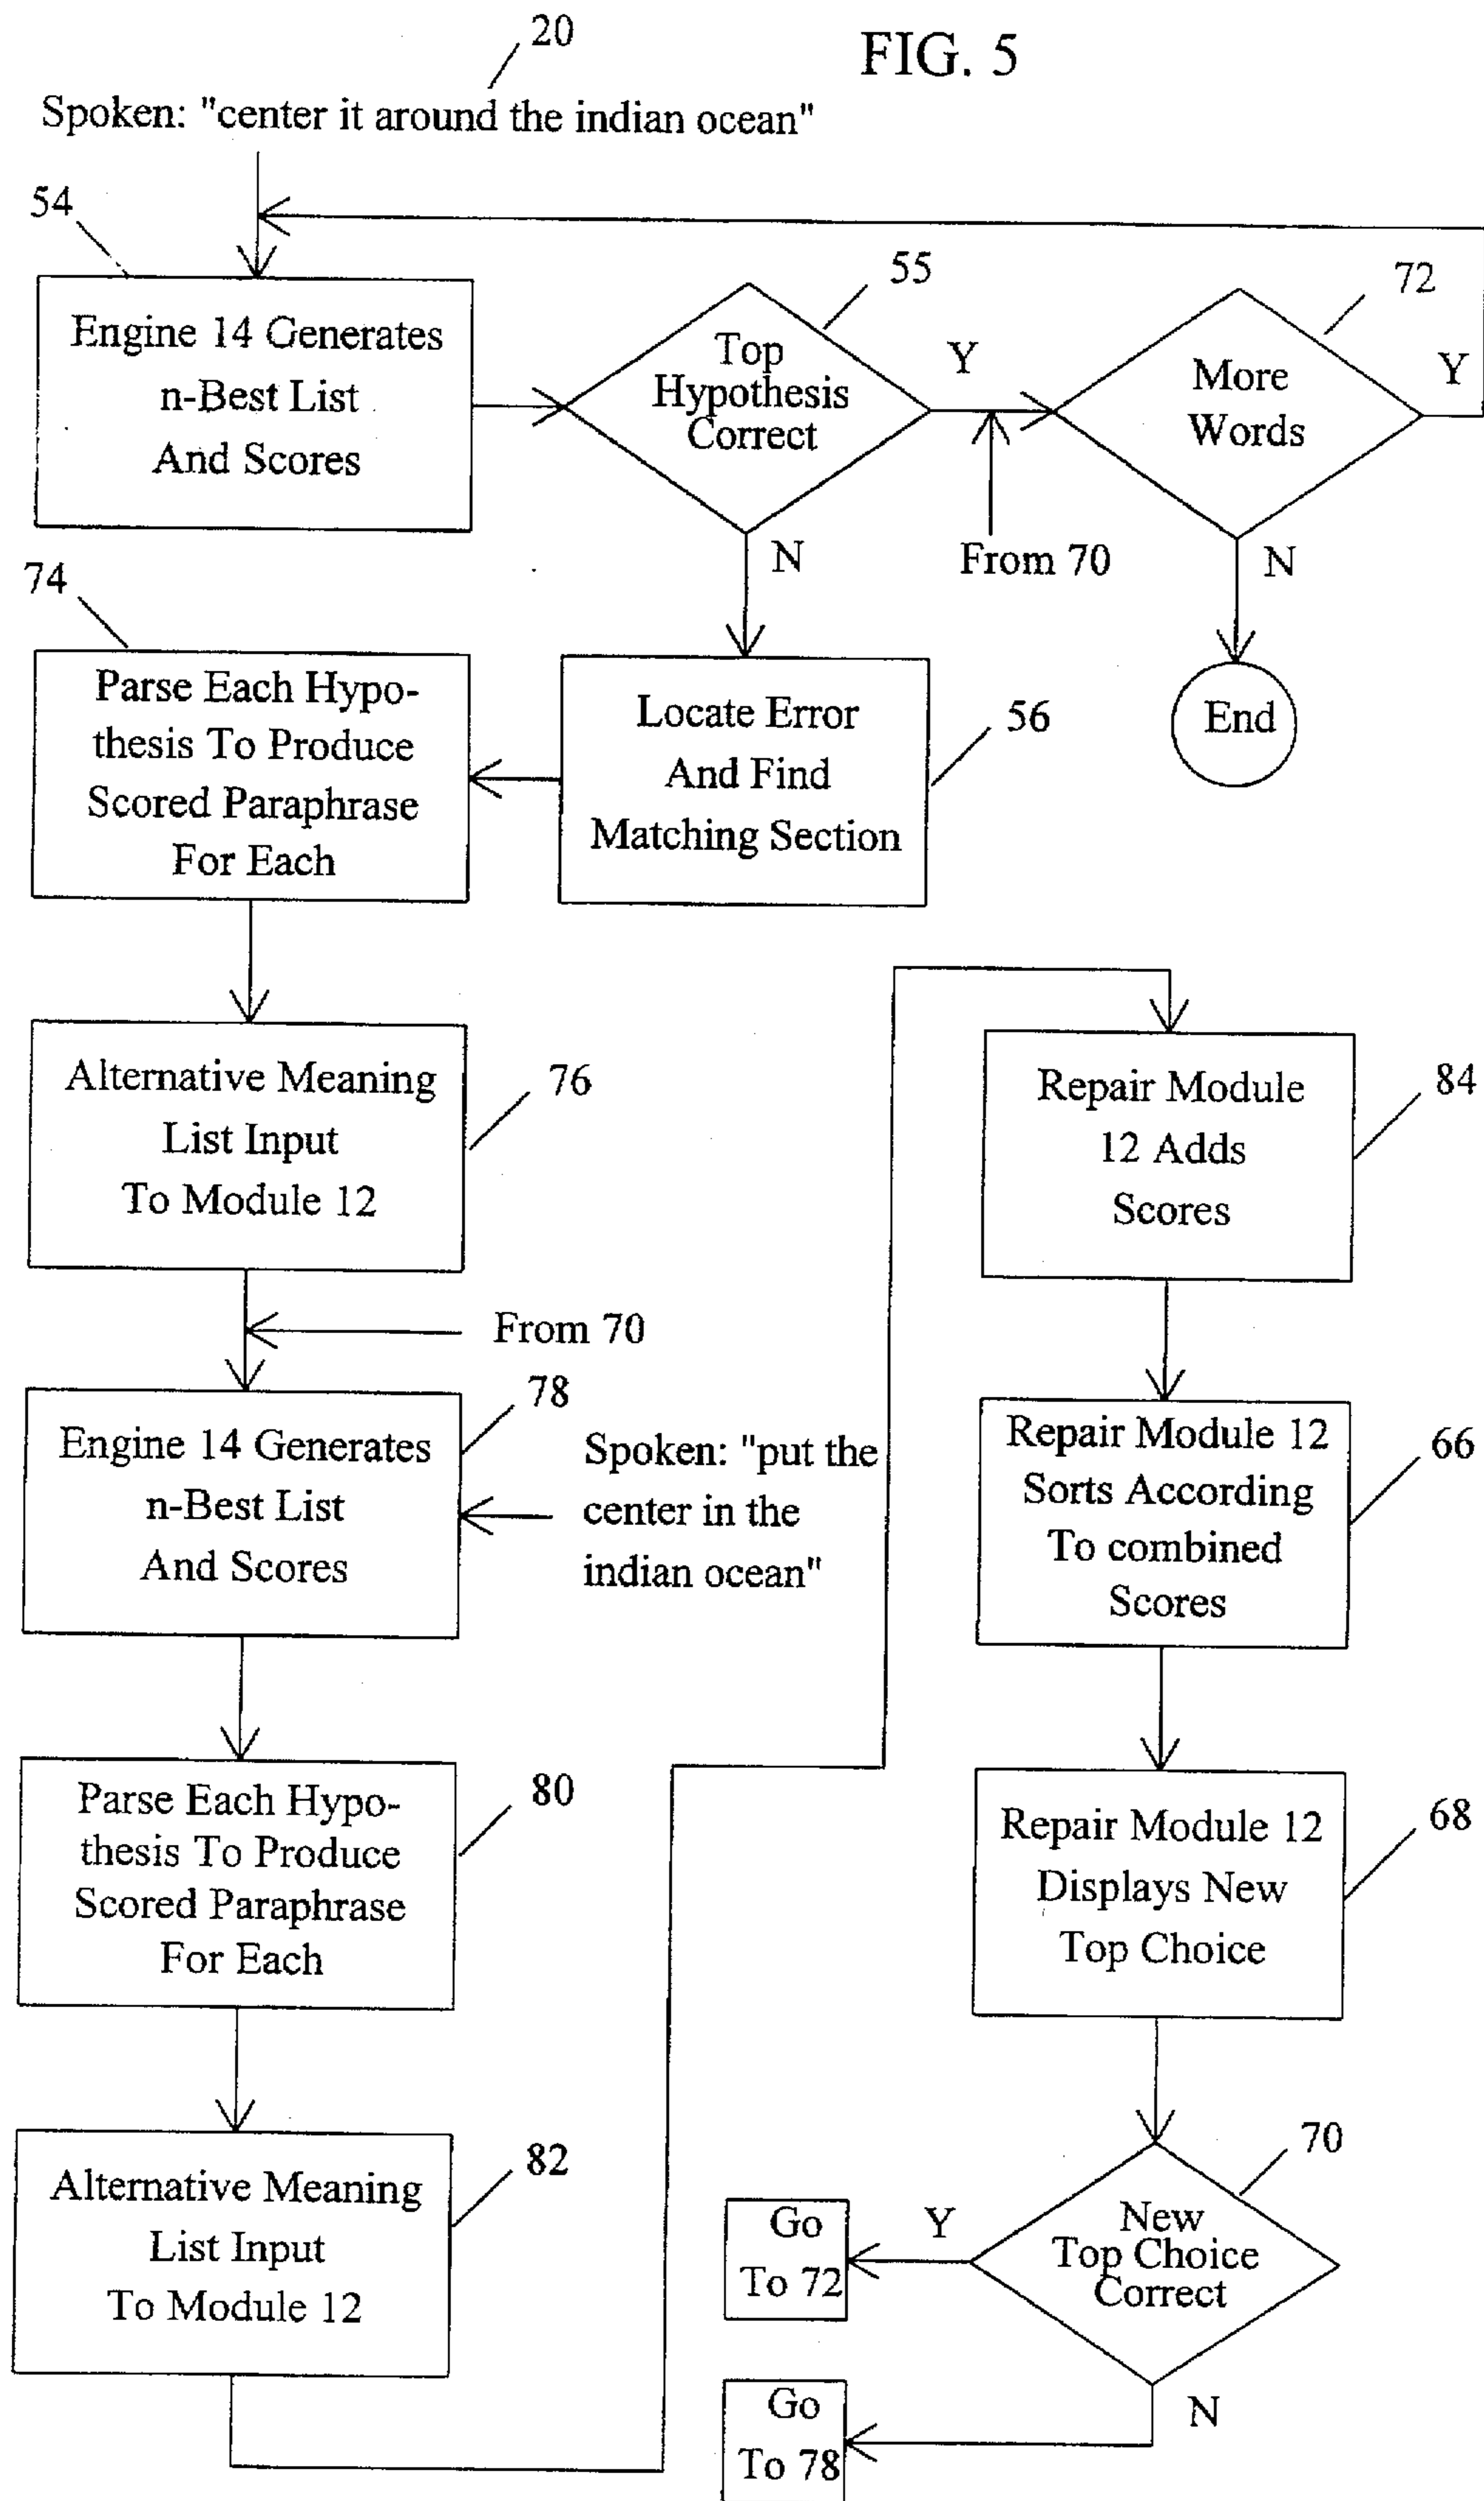 20
FIG. 5
Spoken: "center it around the indian ocean"
54
Engine 14 Generates
n-Best List
And Scores
55
Top
Hypothesis
Correct
Y
N
72
More
Words
Y
N
From 70
End
74
Parse Each Hypo-
thesis To Produce
Scored Paraphrase
For Each
Locate Error
And Find
Matching Section
56
Alternative Meaning
List Input
To Module 12
76
From 70
78
Engine 14 Generates
n-Best List
And Scores
Spoken: "put the
center in the
indian ocean"
Parse Each Hypo-
thesis To Produce
Scored Paraphrase
For Each
80
Alternative Meaning
List Input
To Module 12
82
Repair Module
12 Adds
Scores
84
Repair Module 12
Sorts According
To combined
Scores
66
Repair Module 12
Displays New
Top Choice
68
70
New
Top Choice
Correct
Y
Go
To 72
N
Go
To 78